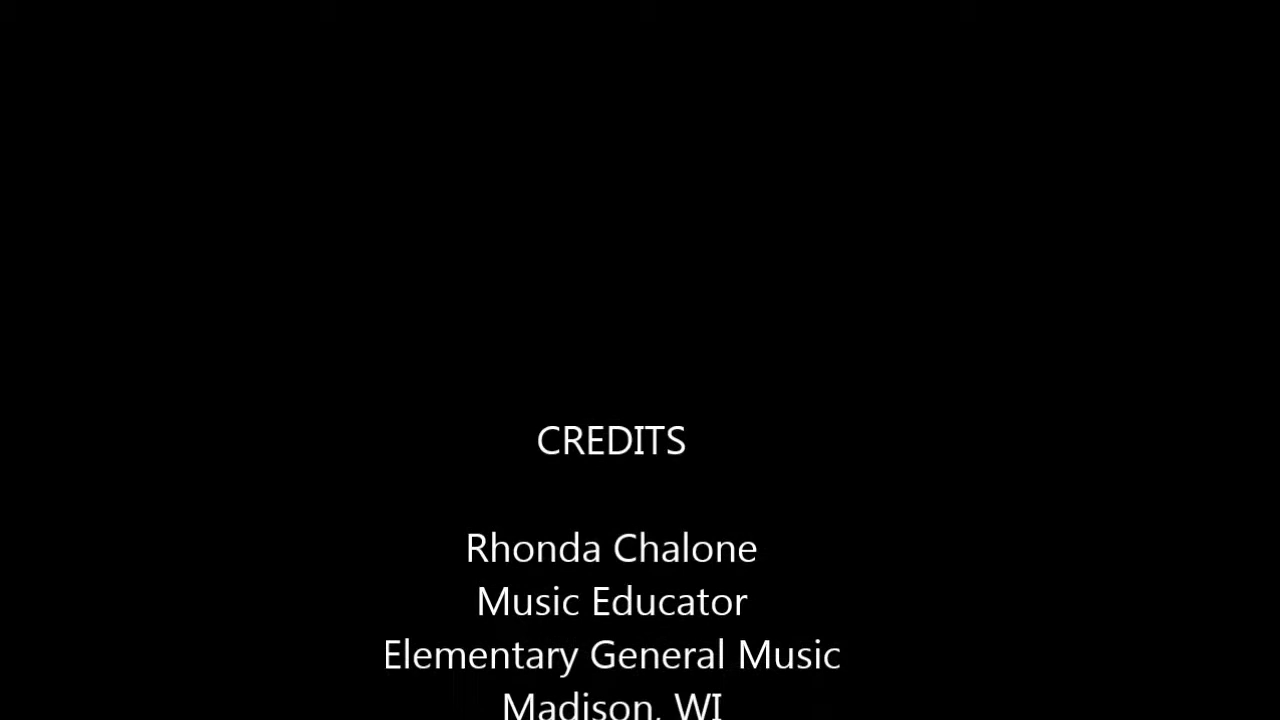 CREDITS
Rhonda Chalone
Music Educator
Elementary General Music
Madison, WI